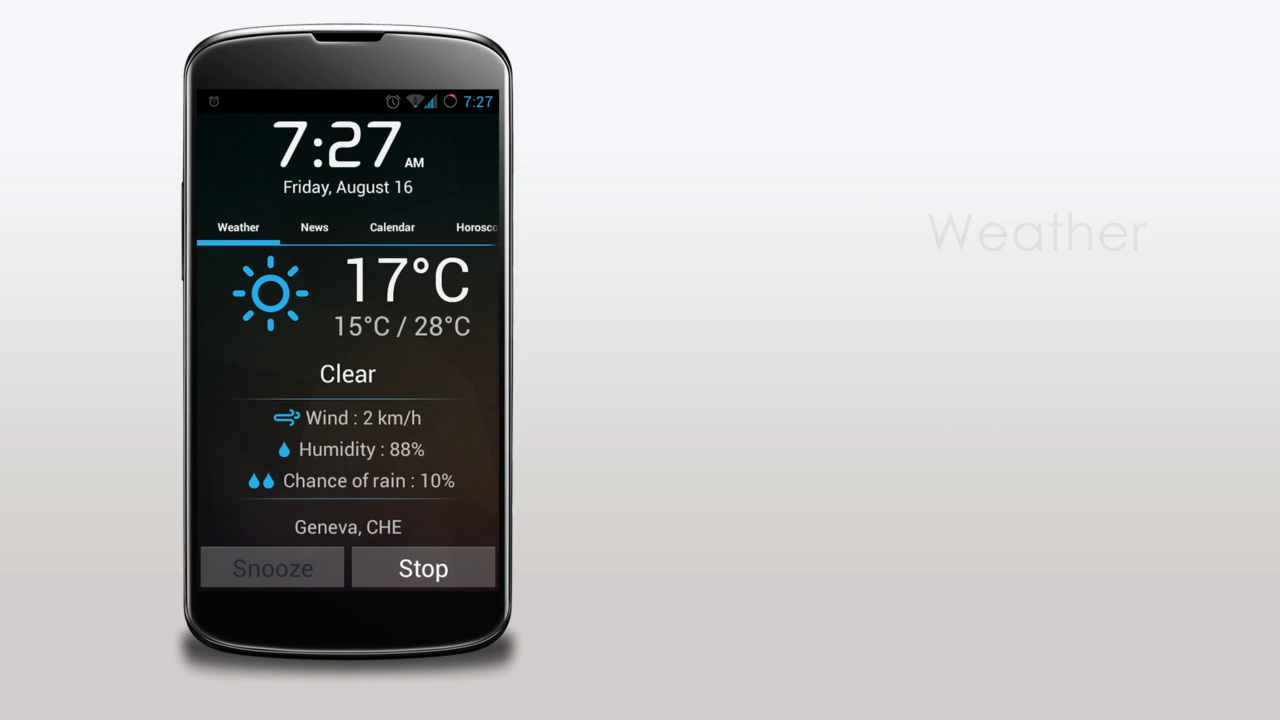 7:27
7:27 AM
Friday, August 16
Weather News Calendar Horosco
17°C
15°C / 28°C
Clear
Wind : 2 km/h
Humidity : 88%
Chance of rain : 10%
Geneva, CHE
Snooze Stop
Weather